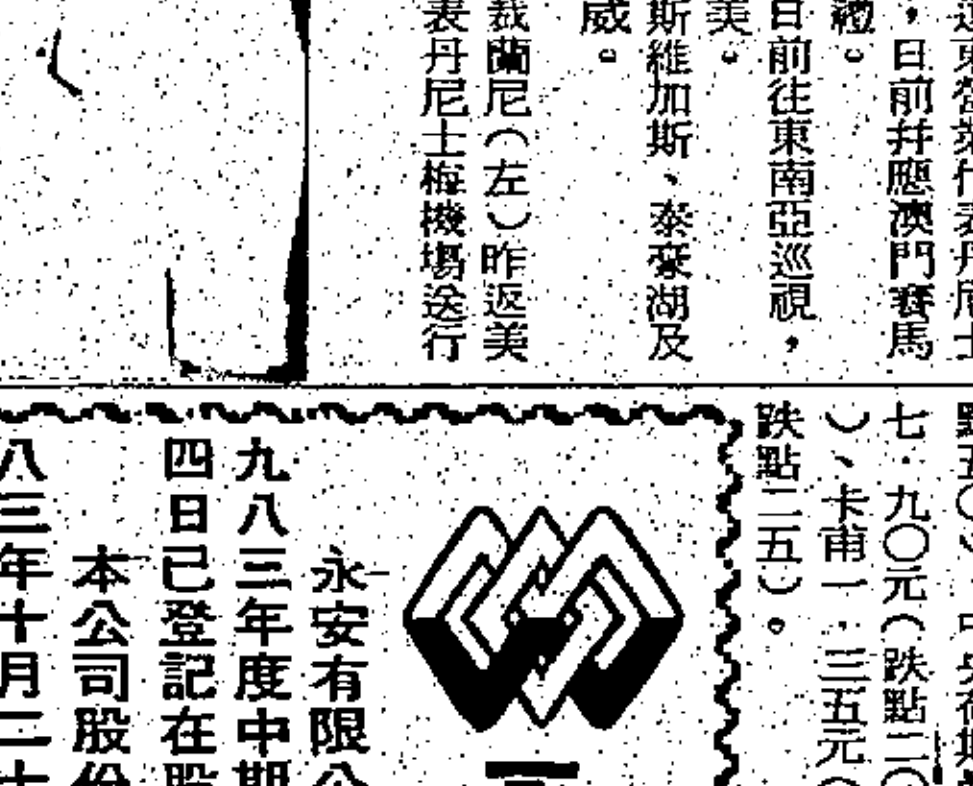 ，日前幷應澳門賽馬
禮。
日前往東南亞巡視，
美。
斯維加斯、泰豪湖及
威。
裁蘭尼（左）昨返美
表丹尼士梅機場送行
七．九〇元（跌點二〇
）、卡甫一．三五元（
跌點二五）。
永安有限公
九八三年度中期
四日已登記在股
本公司股份
八三年十月二十